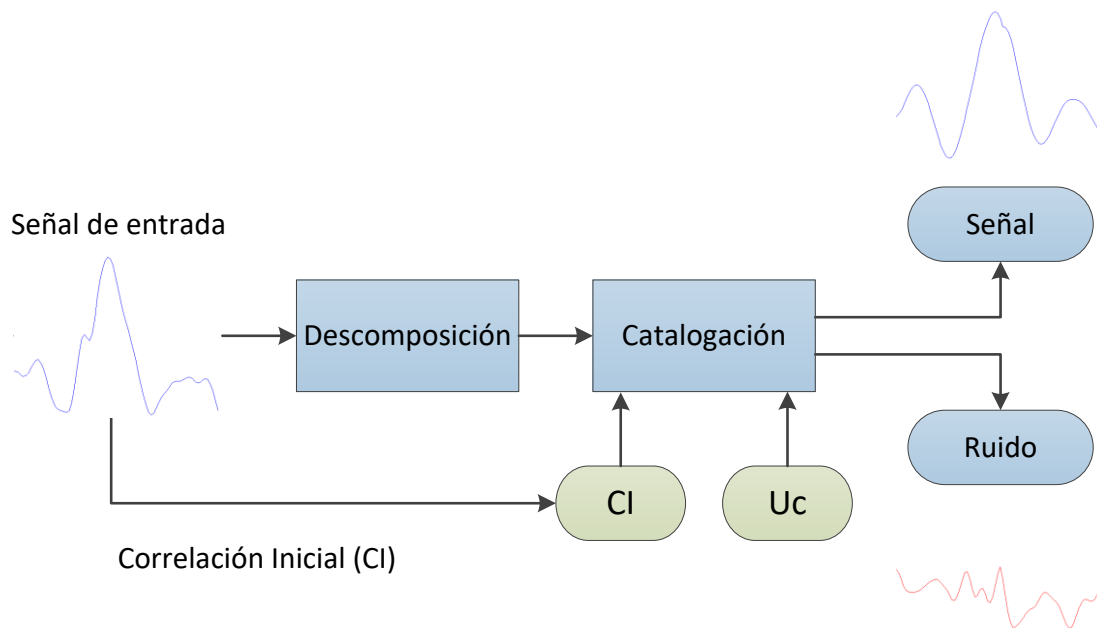 Señal de entrada
Señal
Descomposición
Catalogación
Ruido
CI
Uc
Correlación Inicial (CI)